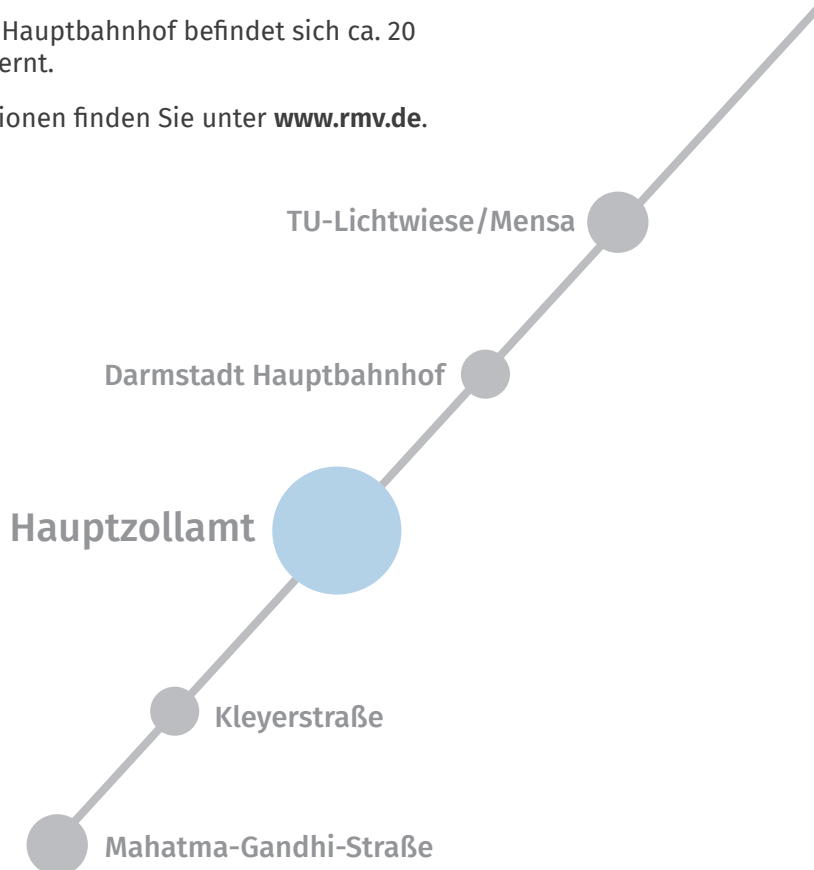 Hauptbahnhof befindet sich ca. 20
ernt.
ionen finden Sie unter www.rmv.de.
TU-Lichtwiese/Mensa
Darmstadt Hauptbahnhof
Hauptzollamt
Kleyerstraße
Mahatma-Gandhi-Straße